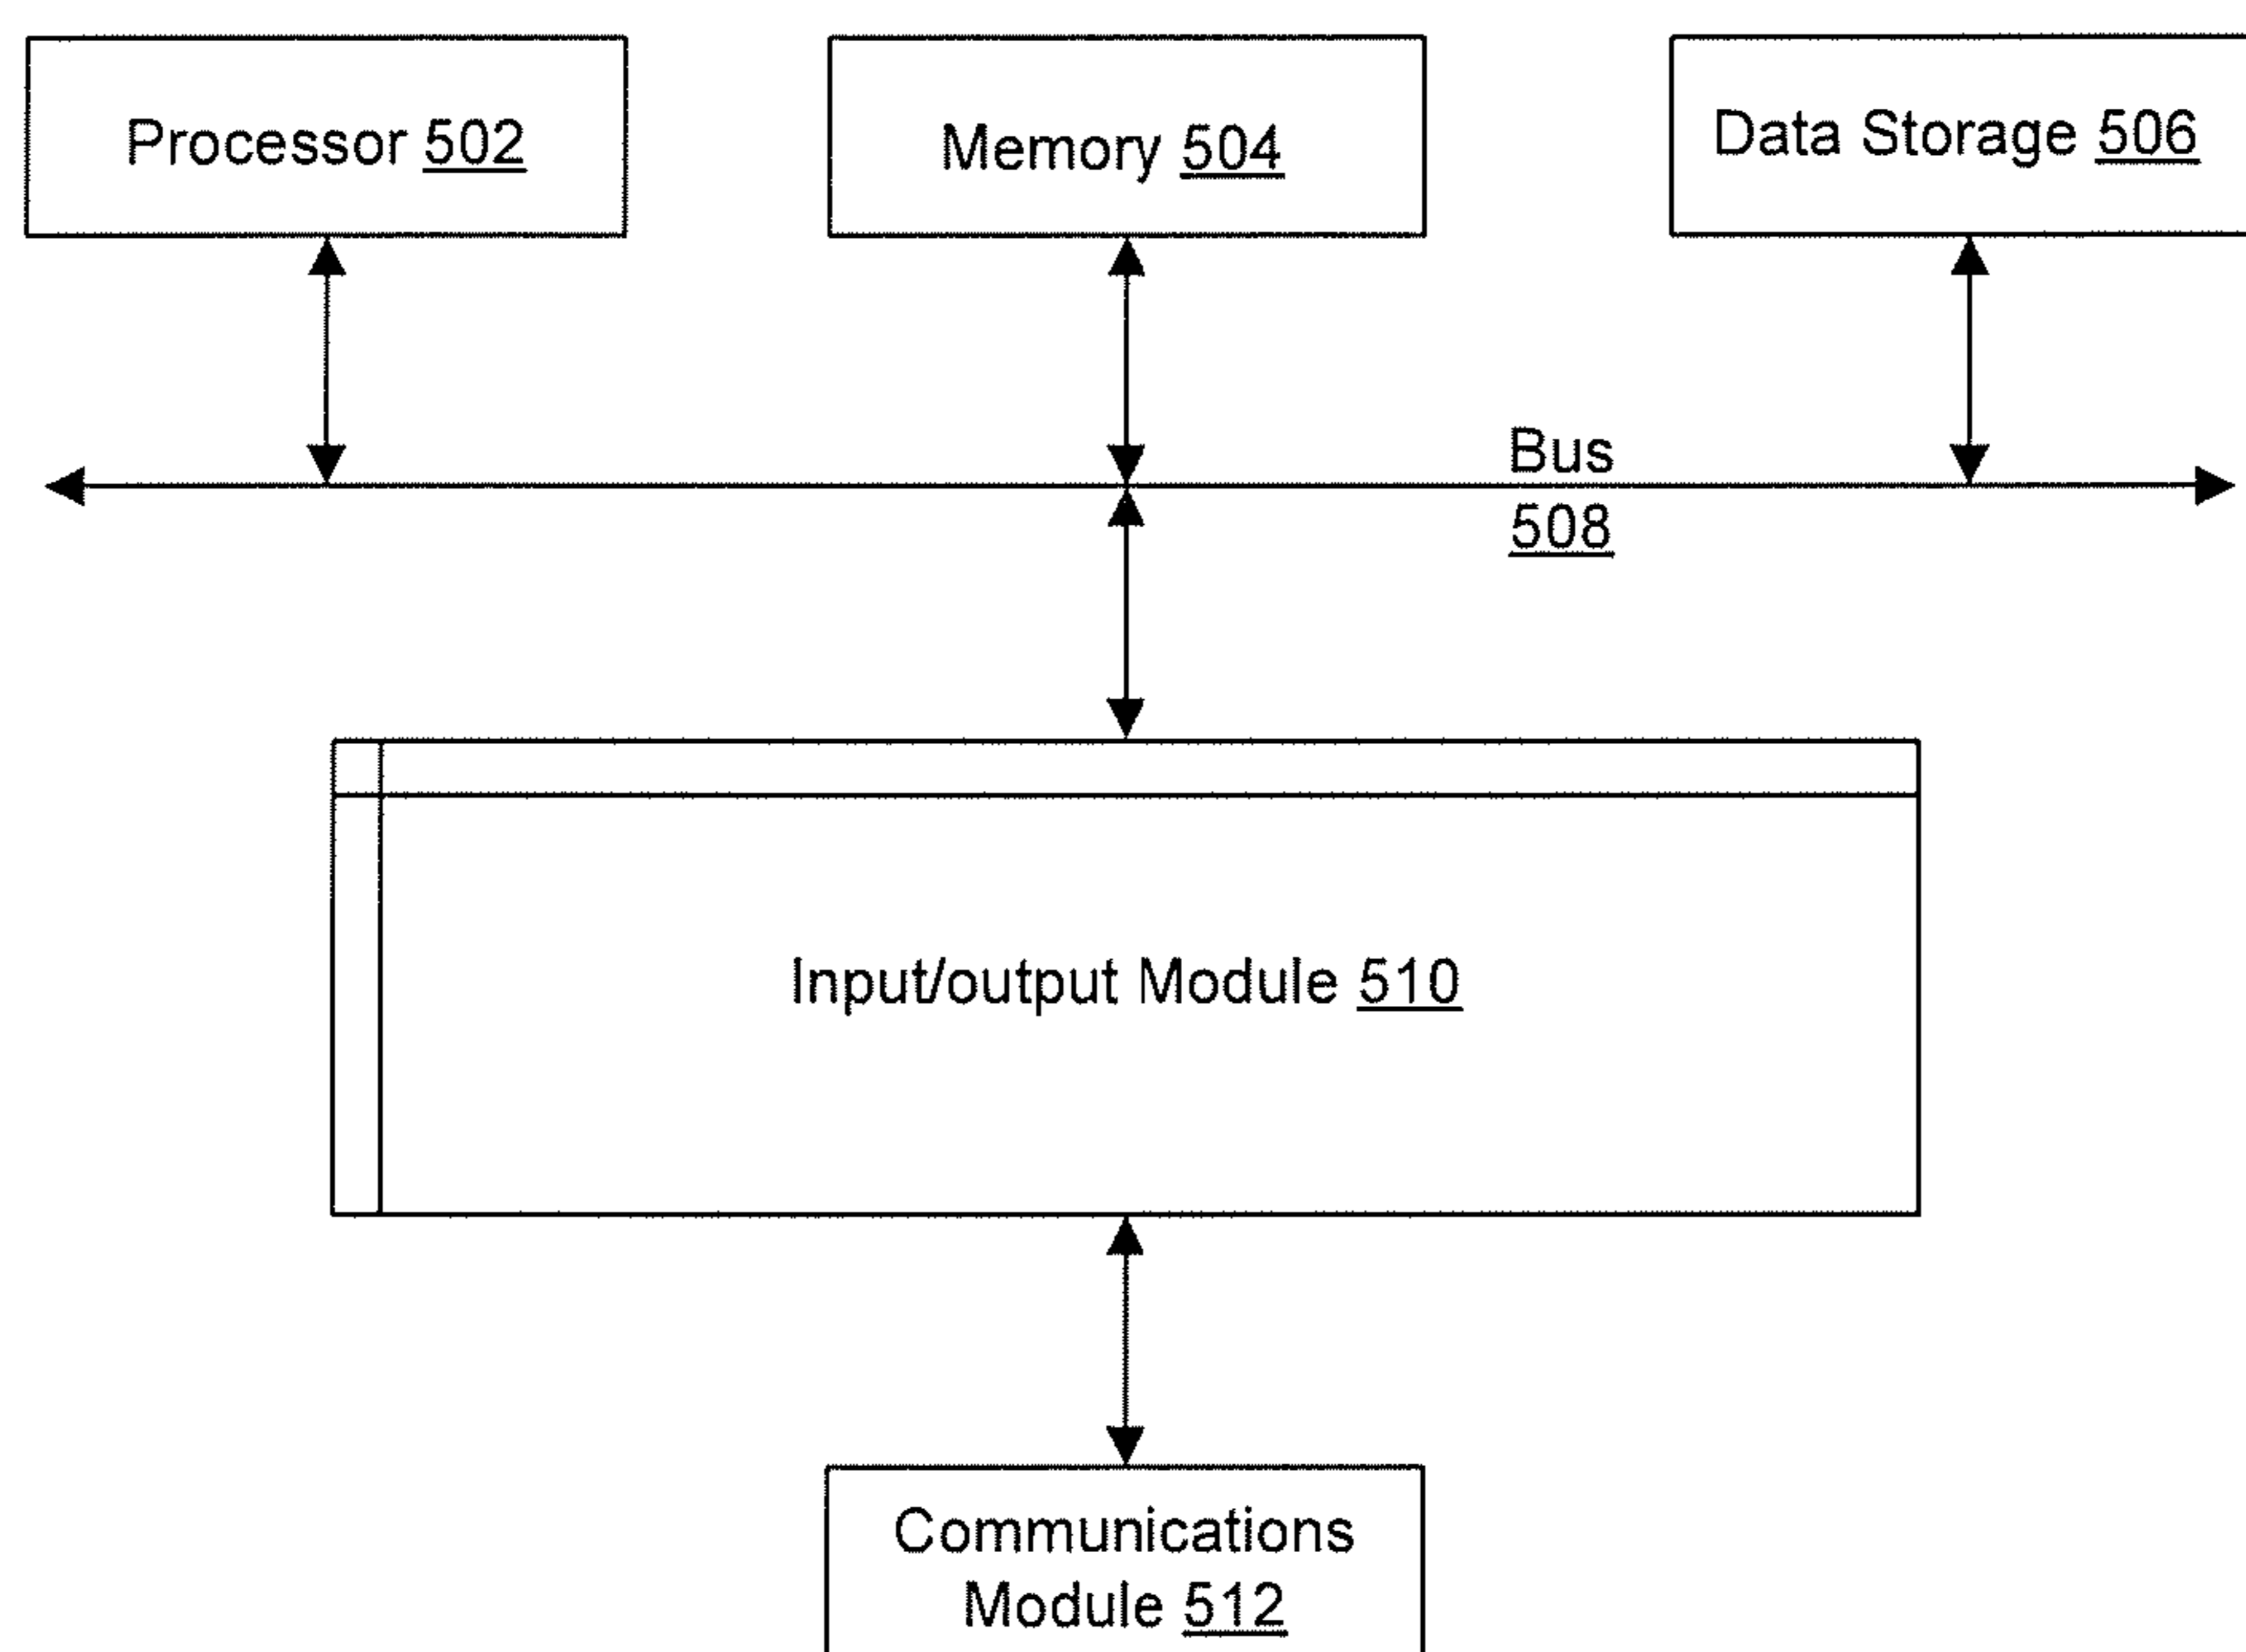 Processor 502
Memory 504
Data Storage 506
Bus
508
Input/output Module 510
Communications
Module 512